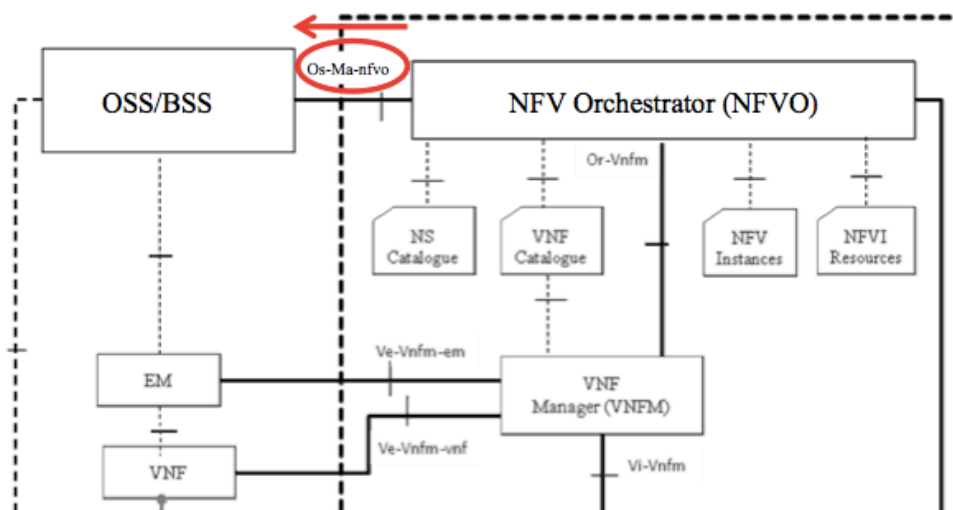 Os-Ma-nfvo
OSS/BSS
NFV Orchestrator (NFVO)
Or-Vnfm
NS
Catalogue
VNF
Catalogue
NFV
Instances
NFVI
Resources
Ve-Vnfm-em
EM
VNF
Manager (VNFM)
Ve-Vnfm-vnf
VNF
Vi-Vnfm